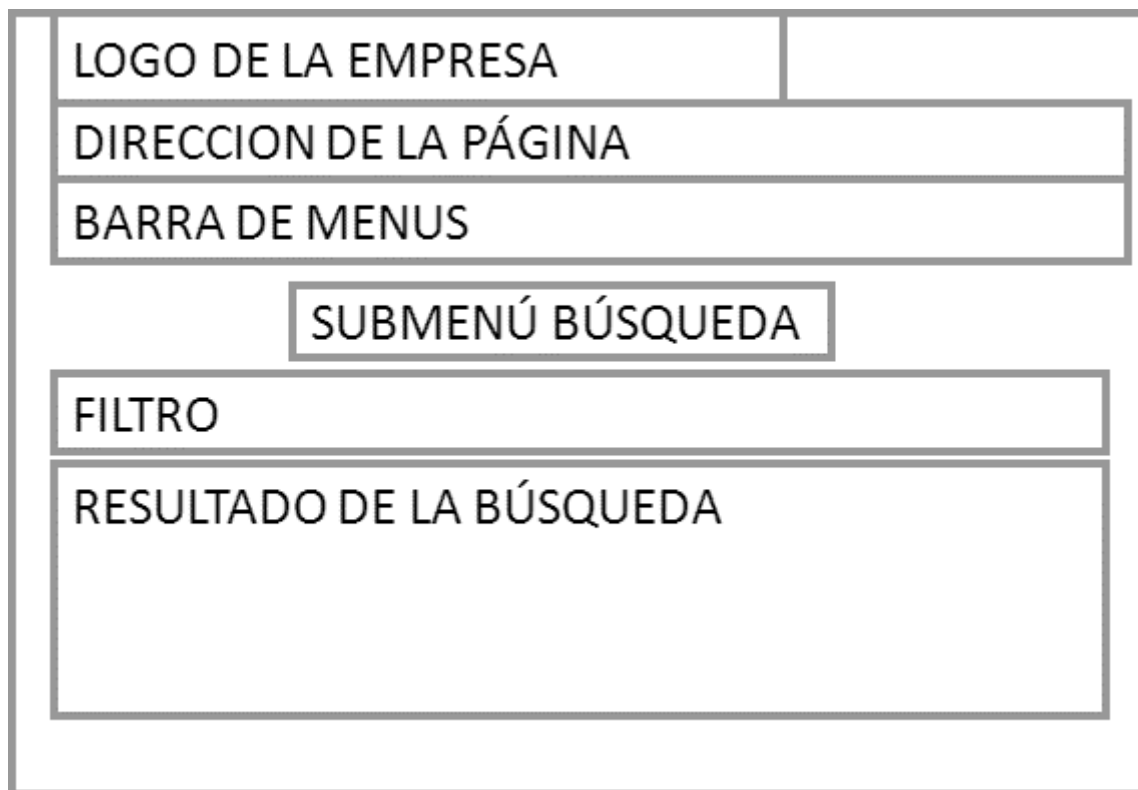 LOGO DE LA EMPRESA
DIRECCION DE LA PÁGINA
BARRA DE MENUS
SUBMENÚ BÚSQUEDA
FILTRO
RESULTADO DE LA BÚSQUEDA